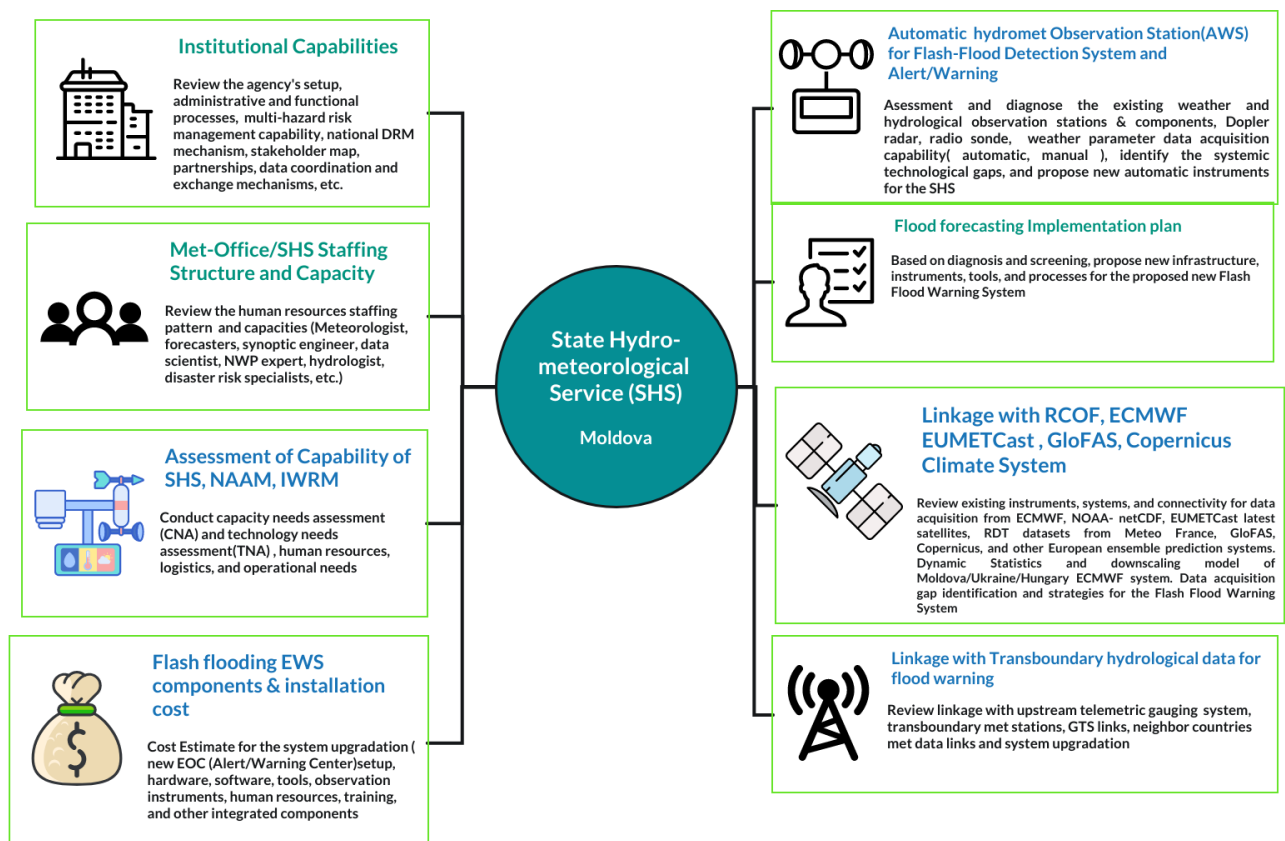 Institutional Capabilities
Review the agency's setup,
administrative and functional
processes, multi-hazard risk
management capability, national DRM
mechanism, stakeholder map,
partnerships, data coordination and
exchange mechanisms, etc.
Met-Office/SHS Staffing
Structure and Capacity
Review the human resources staffing
pattern and capacities (Meteorologist,
forecasters, synoptic engineer, data
scientist, NWP expert, hydrologist,
disaster risk specialists, etc.)
Assessment of Capability of
SHS, NAAM, IWRM
Conduct capacity needs assessment
(CNA) and technology needs
assessment(TNA) , human resources,
logistics, and operational needs
Flash flooding EWS
components & installation
cost
Cost Estimate for the system upgradation (
new EOC (Alert/Warning Center)setup,
hardware, software, tools, observation
instruments, human resources, training,
and other integrated components
State Hydro-
meteorological
Service (SHS)
Moldova
Automatic hydromet Observation Station(AWS)
for Flash-Flood Detection System and
Alert/Warning
Asessment and diagnose the existing weather and
hydrological observation stations & components, Dopler
radar, radio sonde, weather parameter data acquisition
capability( automatic, manual ), identify the systemic
technological gaps, and propose new automatic instruments
for the SHS
Flood forecasting Implementation plan
Based on diagnosis and screening, propose new infrastructure,
instruments, tools, and processes for the proposed new Flash
Flood Warning System
Linkage with RCOF, ECMWF
EUMETCast , GloFAS, Copernicus
Climate System
Review existing instruments, systems, and connectivity for data
acquisition from ECMWF, NOAA- netCDF, EUMETCast latest
satellites, RDT datasets from Meteo France, GloFAS,
Copernicus, and other European ensemble prediction systems.
Dynamic Statistics and downscaling model of
Moldova/Ukraine/Hungary ECMWF system. Data acquisition
gap identification and strategies for the Flash Flood Warning
System
Linkage with Transboundary hydrological data for
flood warning
Review linkage with upstream telemetric gauging system,
transboundary met stations, GTS links, neighbor countries
met data links and system upgradation